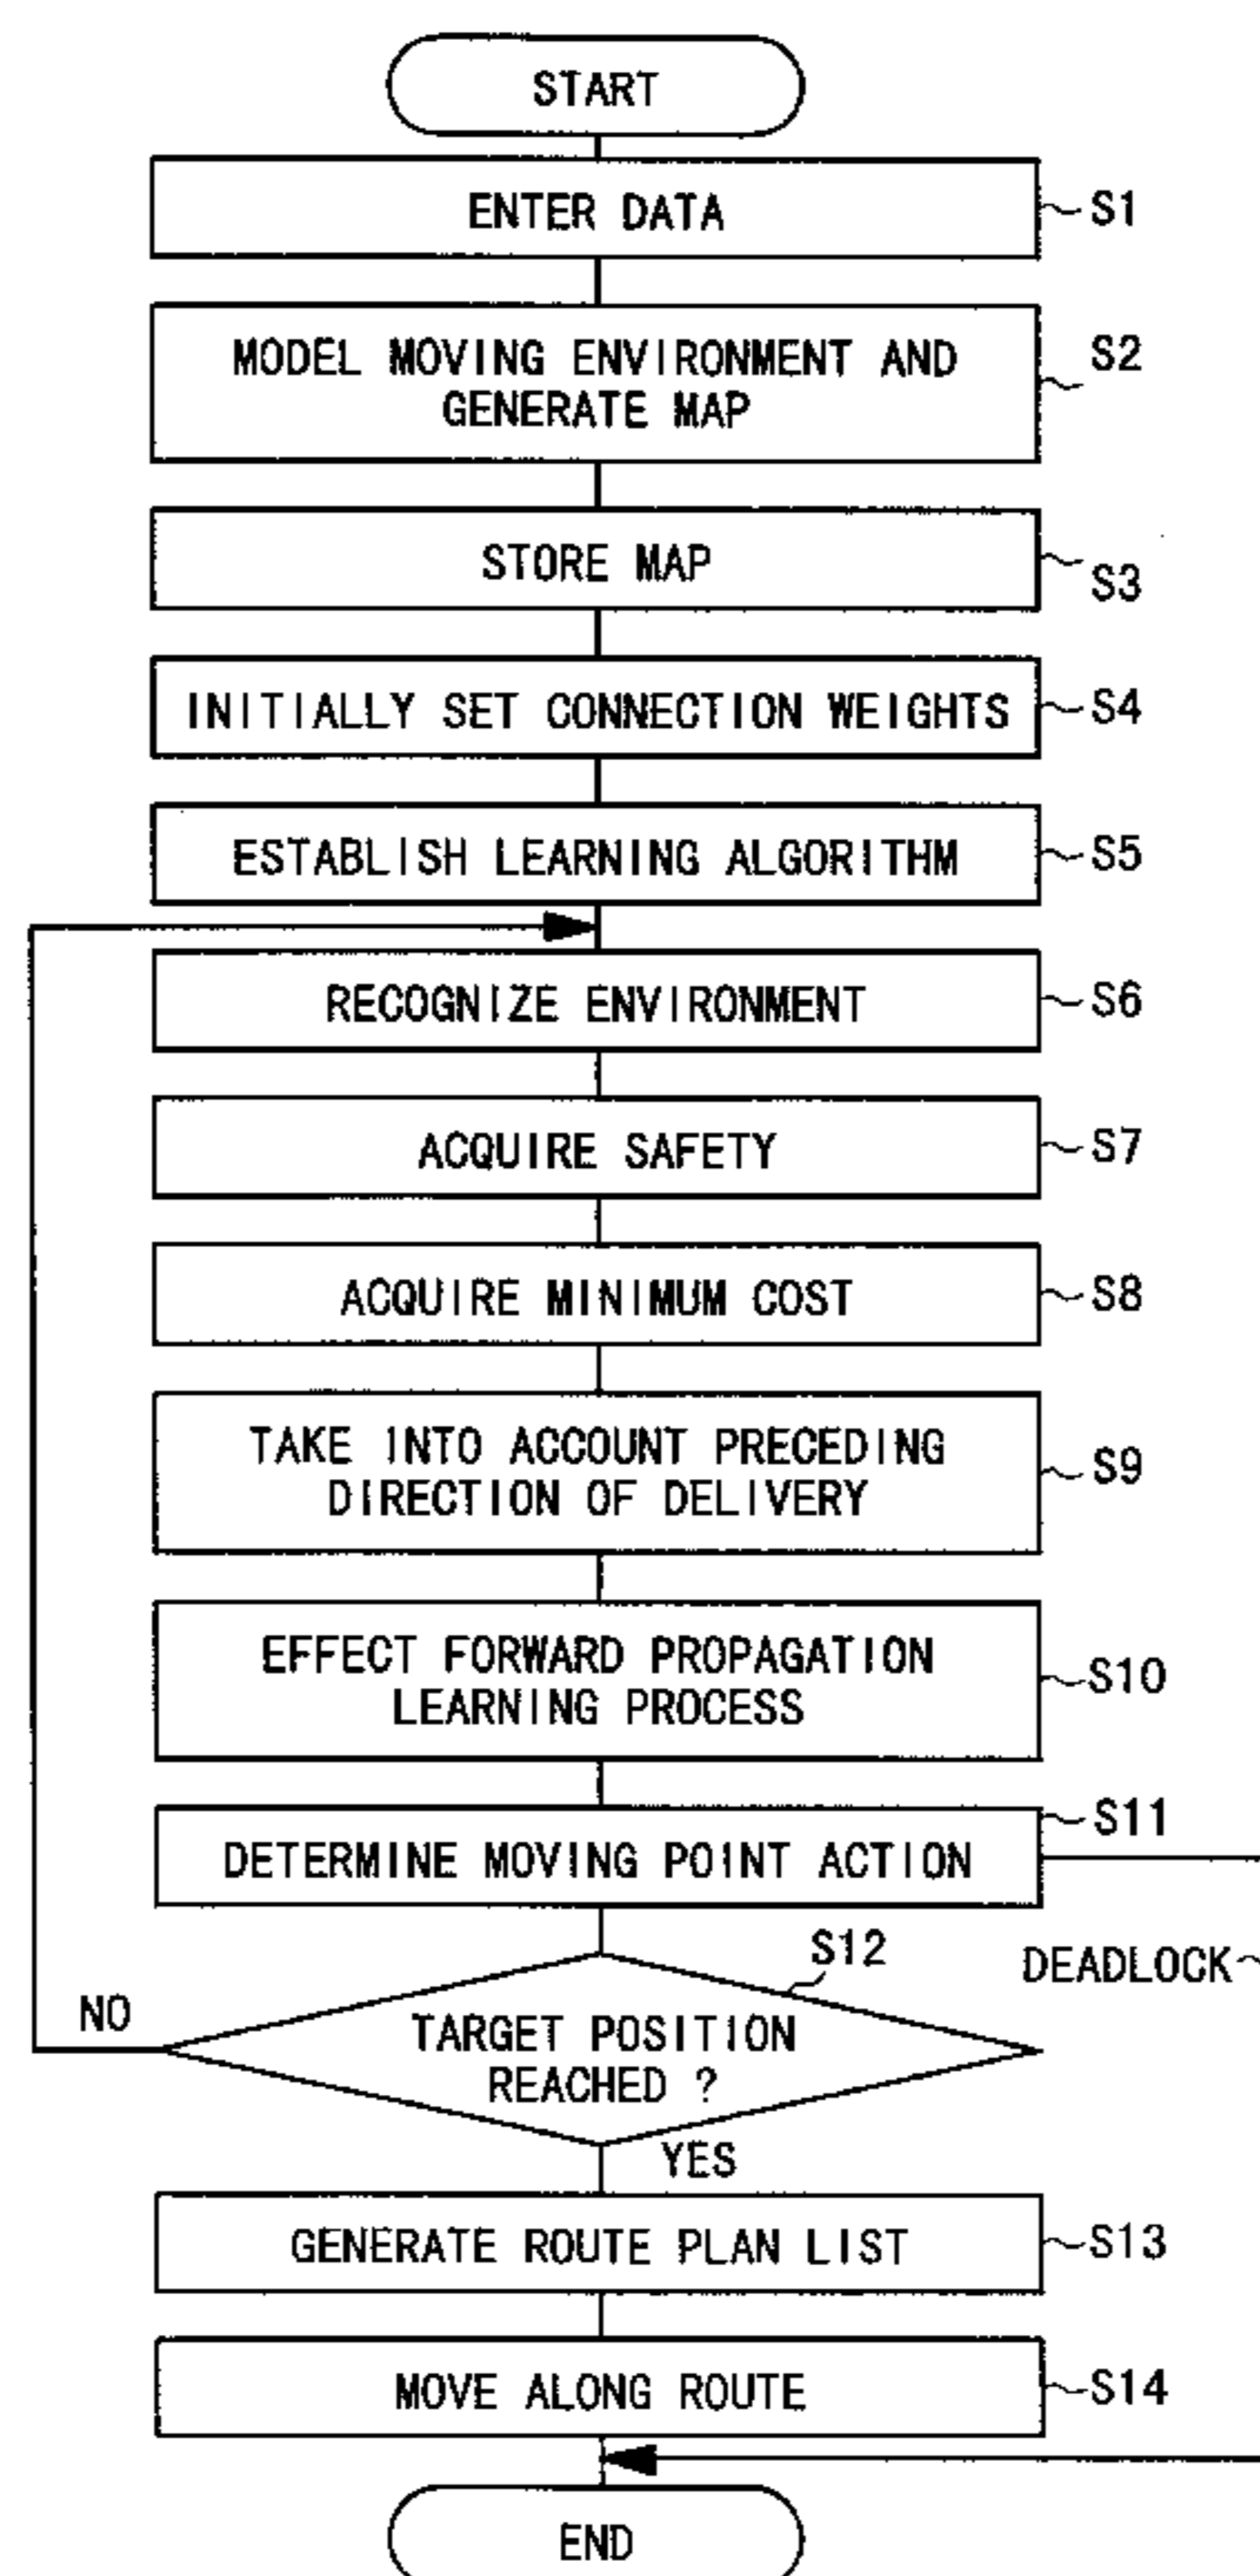 START
ENTER DATA
S1
MODEL MOVING ENVIRONMENT AND
GENERATE MAP
S2
STORE MAP
S3
INITIALLY SET CONNECTION WEIGHTS
S4
ESTABLISH LEARNING ALGORITHM
S5
RECOGNIZE ENVIRONMENT
S6
ACQUIRE SAFETY
S7
ACQUIRE MINIMUM COST
S8
TAKE INTO ACCOUNT PRECEDING
DIRECTION OF DELIVERY
S9
EFFECT FORWARD PROPAGATION
LEARNING PROCESS
S10
DETERMINE MOVING POINT ACTION
S11
DEADLOCK
S12
TARGET POSITION
REACHED ?
NO
YES
GENERATE ROUTE PLAN LIST
S13
MOVE ALONG ROUTE
S14
END